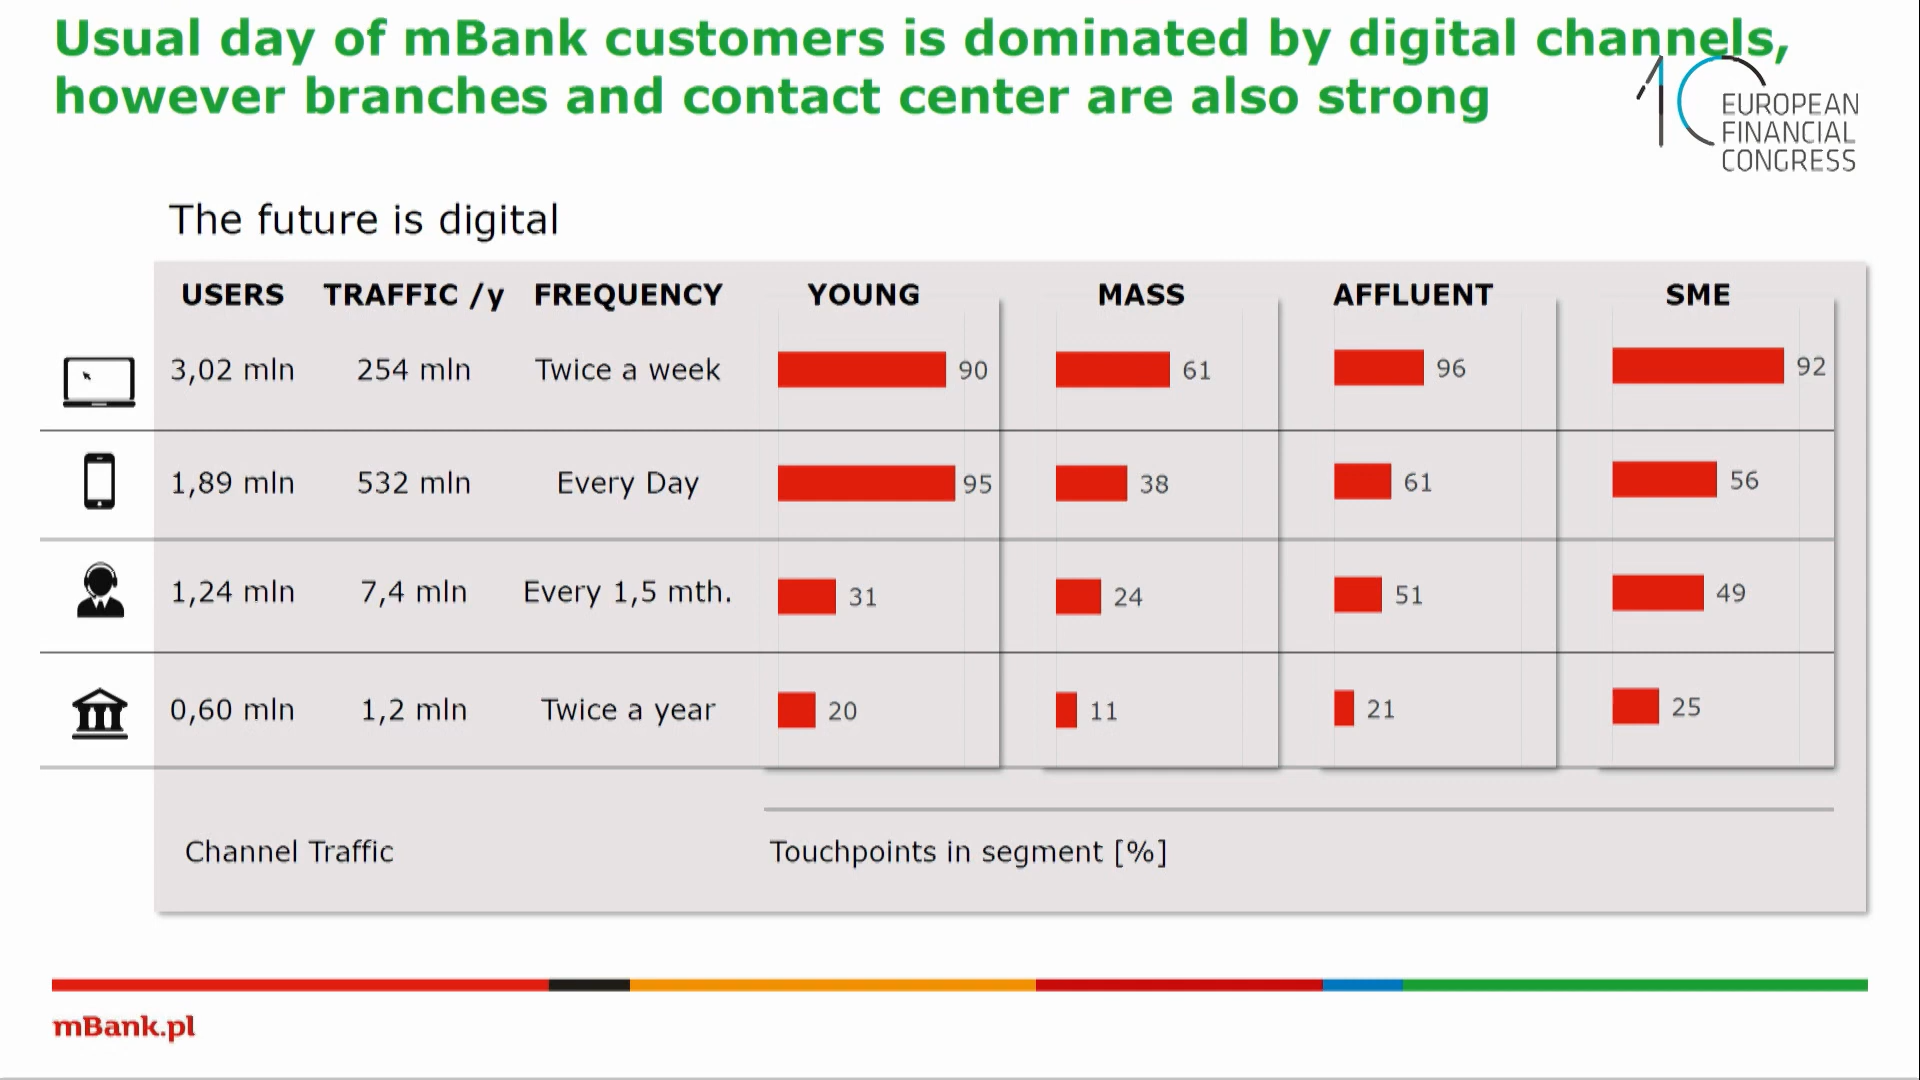 Usual day of mBank customers is dominated by digital channels,
however branches and contact center are also strong
EUROPEAN
FINANCIAL
CONGRESS
The future is digital
USERS TRAFFIC /y FREQUENCY YOUNG MASS AFFLUENT SME
3,02 mln 254 mln Twice a week 90 61 96 92
1,89 mln 532 mln Every Day 95 38 61 56
1,24 mln 7,4 mln Every 1,5 mth. 31 24 51 49
0,60 mln 1,2 mln Twice a year 20 11 21 25
Channel Traffic Touchpoints in segment [%]
mBank.pl